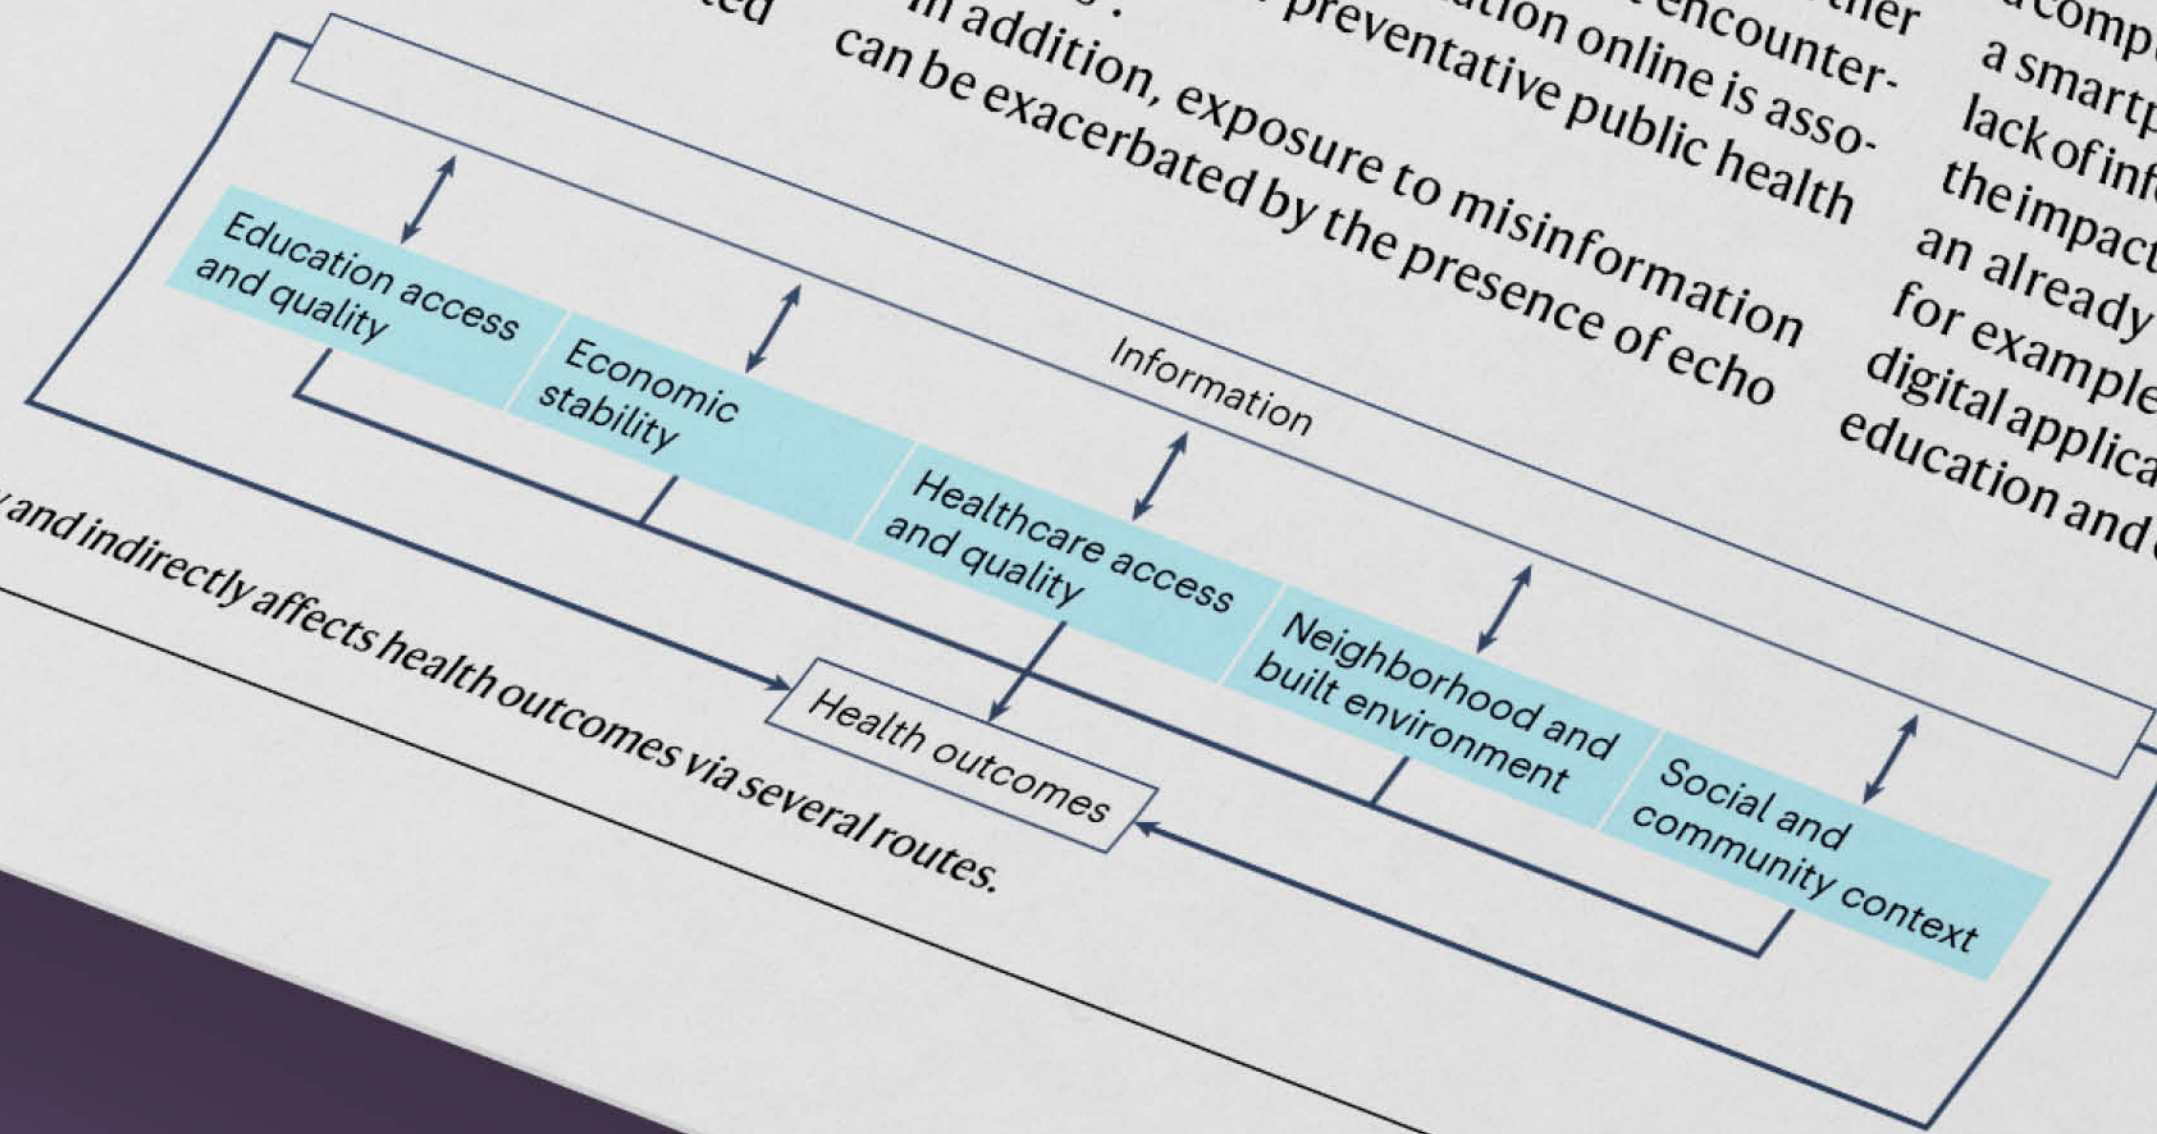 In addition, exposure to misinformation
can be exacerbated by the presence of echo
encounter-
online is asso-
preventative public health
a
lack of
the impact
an already
for example
digital
education and
Information
Education access
and quality
Economic
stability
Healthcare access
and quality
Neighborhood and
built environment
Social and
community context
Health outcomes
and indirectly affects health outcomes via several routes.